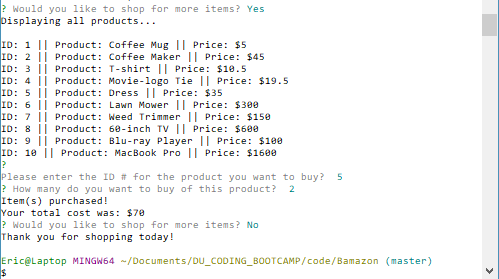 ? Would you like to shop for more items? Yes
Displaying all products...
ID: 1 || Product: Coffee Mug || Price: $5
ID: 2 || Product: Coffee Maker || Price: $45
ID: 3 || Product: T-shirt || Price: $10.5
ID: 4 || Product: Movie-logo Tie || Price: $19.5
ID: 5 || Product: Dress || Price: $35
ID: 6 || Product: Lawn Mower || Price: $300
ID: 7 || Product: Weed Trimmer || Price: $150
ID: 8 || Product: 60-inch TV || Price: $600
ID: 9 || Product: Blu-ray Player || Price: $100
ID: 10 || Product: MacBook Pro || Price: $1600
?
Please enter the ID # for the product you want to buy?  5
? How many do you want to buy of this product?  2
Item(s) purchased!
Your total cost was: $70
? Would you like to shop for more items? No
Thank you for shopping today!
Eric@Laptop MINGW64 ~/Documents/DU_CODING_BOOTCAMP/code/Bamazon (master)
$